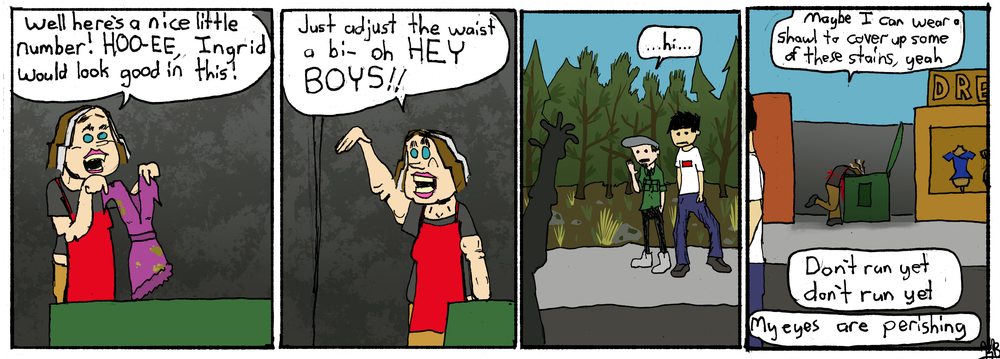 Well here's a nice little
number! HOO-EE, Ingrid
would look good in this!
Just adjust the waist
a bi- oh HEY
BOYS!!
...hi...
Maybe I can wear a
shawl to cover up some
of these stains, yeah
DRE
Don't run yet
don't run yet
My eyes are perishing